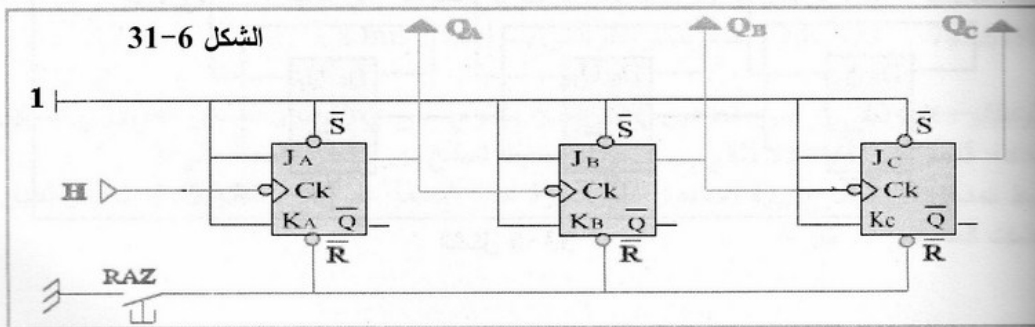 الشكل 6-31
QA QB QC
1
S̅ S̅ S̅
JA JB JC
H Ck Ck Ck
KA Q̅ KB Q̅ KC Q̅
R̅ R̅ R̅
RAZ